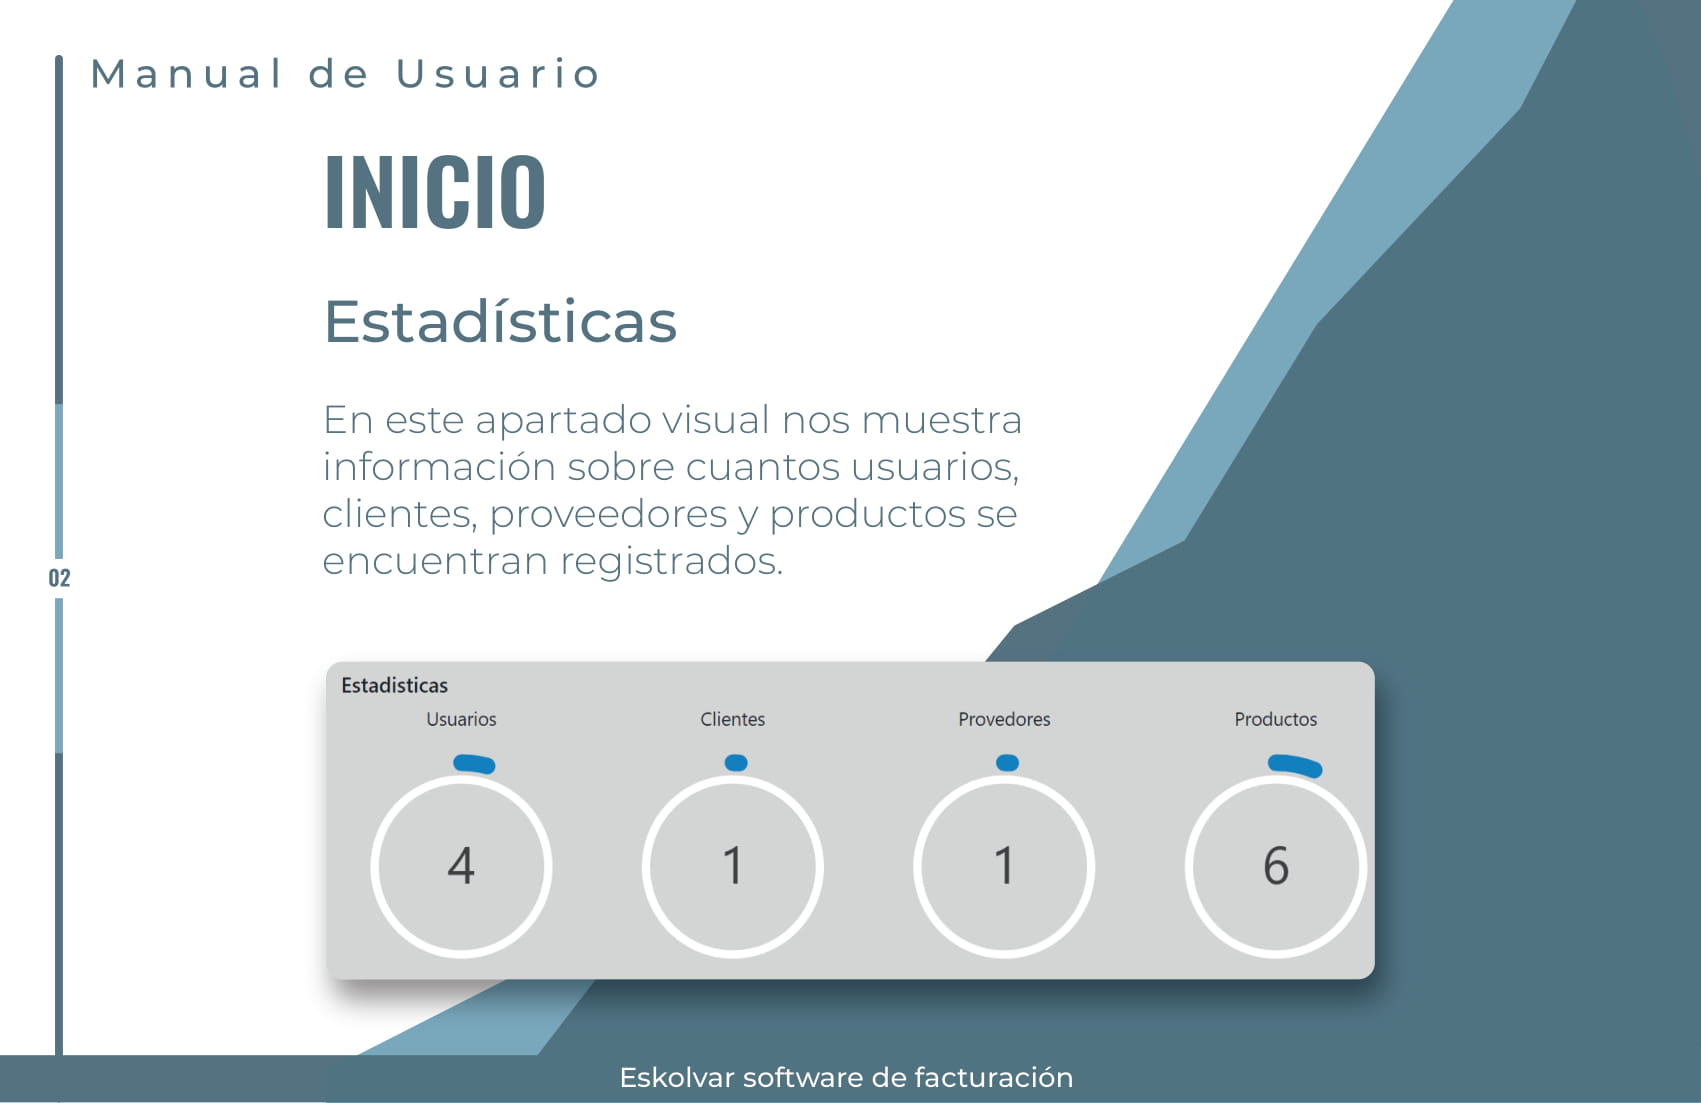 Manual de Usuario
INICIO
Estadísticas
En este apartado visual nos muestra
información sobre cuantos usuarios,
clientes, proveedores y productos se
encuentran registrados.
02
Estadisticas
Usuarios Clientes Provedores Productos
4 1 1 6
Eskolvar software de facturación